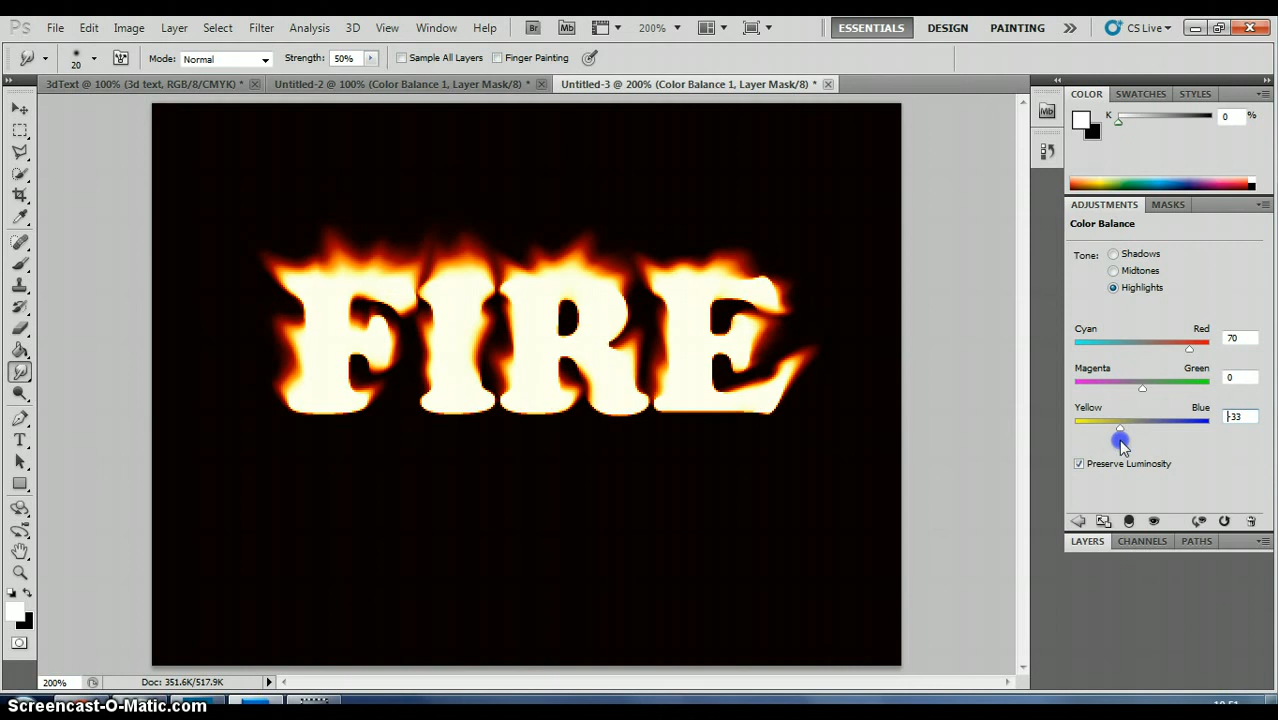 Ps File Edit Image Layer Select Filter Analysis 3D View Window Help Br Mb 200% ESSENTIALS DESIGN PAINTING CS Live
20 Mode: Normal Strength: 50% Sample All Layers Finger Painting
3dText @ 100% (3d text, RGB/8/CMYK) * Untitled-2 @ 100% (Color Balance 1, Layer Mask/8) * Untitled-3 @ 200% (Color Balance 1, Layer Mask/8) *
COLOR SWATCHES STYLES
Mb
K 0 %
ADJUSTMENTS MASKS
Color Balance
Tone: Shadows
Midtones
Highlights
FIRE
Cyan Red 70
Magenta Green 0
Yellow Blue -33
Preserve Luminosity
LAYERS CHANNELS PATHS
T
200% Doc: 351.6K/517.9K
Screencast-O-Matic.com